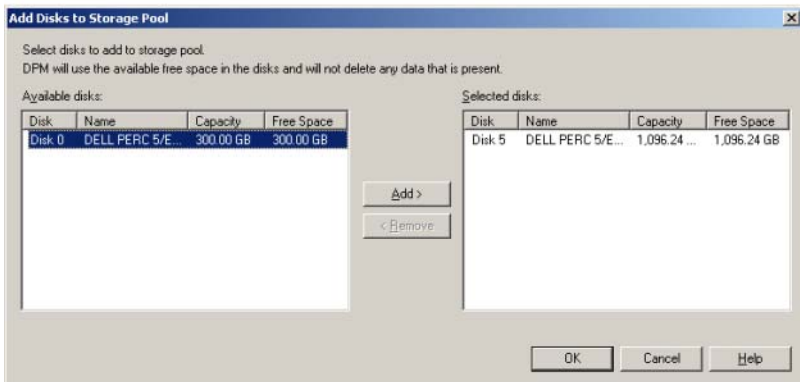 Add Disks to Storage Pool
Select disks to add to storage pool.
DPM will use the available free space in the disks and will not delete any data that is present.
Available disks:
Disk Name Capacity Free Space
Disk 0 DELL PERC 5/E... 300.00 GB 300.00 GB
Add >
< Remove
Selected disks:
Disk Name Capacity Free Space
Disk 5 DELL PERC 5/E... 1,096.24 ... 1,096.24 GB
OK Cancel Help